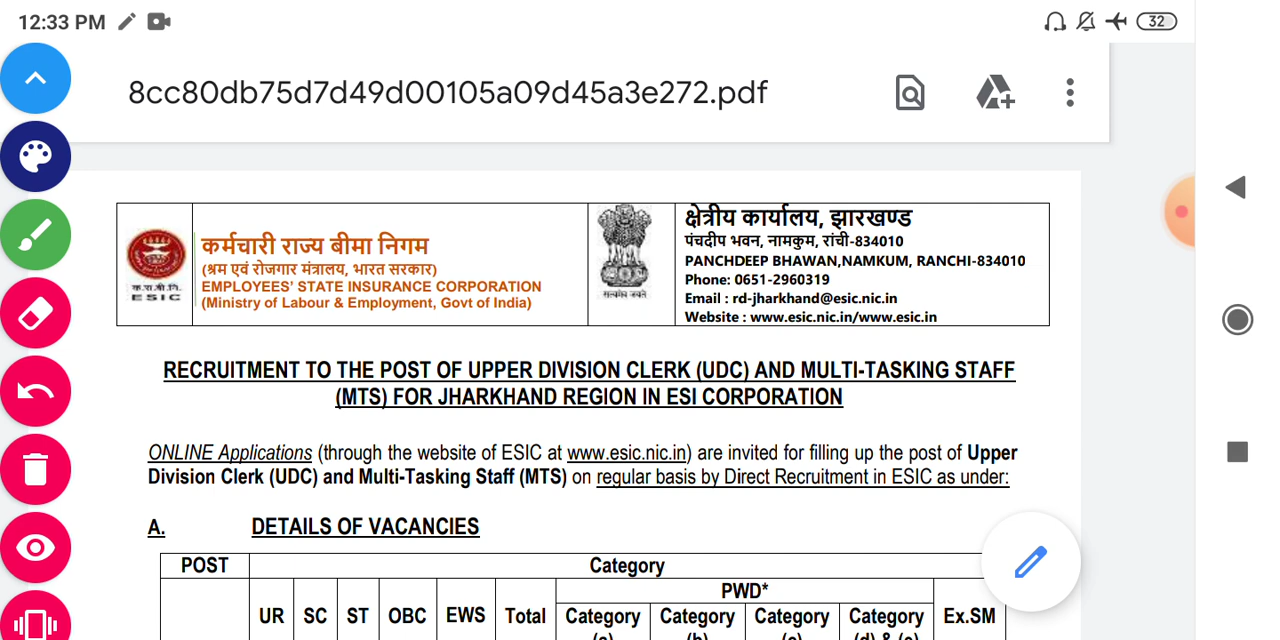 12:33 PM
32
8cc80db75d7d49d00105a09d45a3e272.pdf
क.रा.बी.नि.
ESIC
कर्मचारी राज्य बीमा निगम
(श्रम एवं रोजगार मंत्रालय, भारत सरकार)
EMPLOYEES' STATE INSURANCE CORPORATION
(Ministry of Labour & Employment, Govt of India)
सत्यमेव जयते
क्षेत्रीय कार्यालय, झारखण्ड
पंचदीप भवन, नामकुम, रांची-834010
PANCHDEEP BHAWAN,NAMKUM, RANCHI-834010
Phone: 0651-2960319
Email : rd-jharkhand@esic.nic.in
Website : www.esic.nic.in/www.esic.in
RECRUITMENT TO THE POST OF UPPER DIVISION CLERK (UDC) AND MULTI-TASKING STAFF
(MTS) FOR JHARKHAND REGION IN ESI CORPORATION
ONLINE Applications (through the website of ESIC at www.esic.nic.in) are invited for filling up the post of Upper
Division Clerk (UDC) and Multi-Tasking Staff (MTS) on regular basis by Direct Recruitment in ESIC as under:
A. DETAILS OF VACANCIES
POST Category
PWD*
UR SC ST OBC EWS Total Category Category Category Category Ex.SM
(a) (b) (c) (d) & (e)